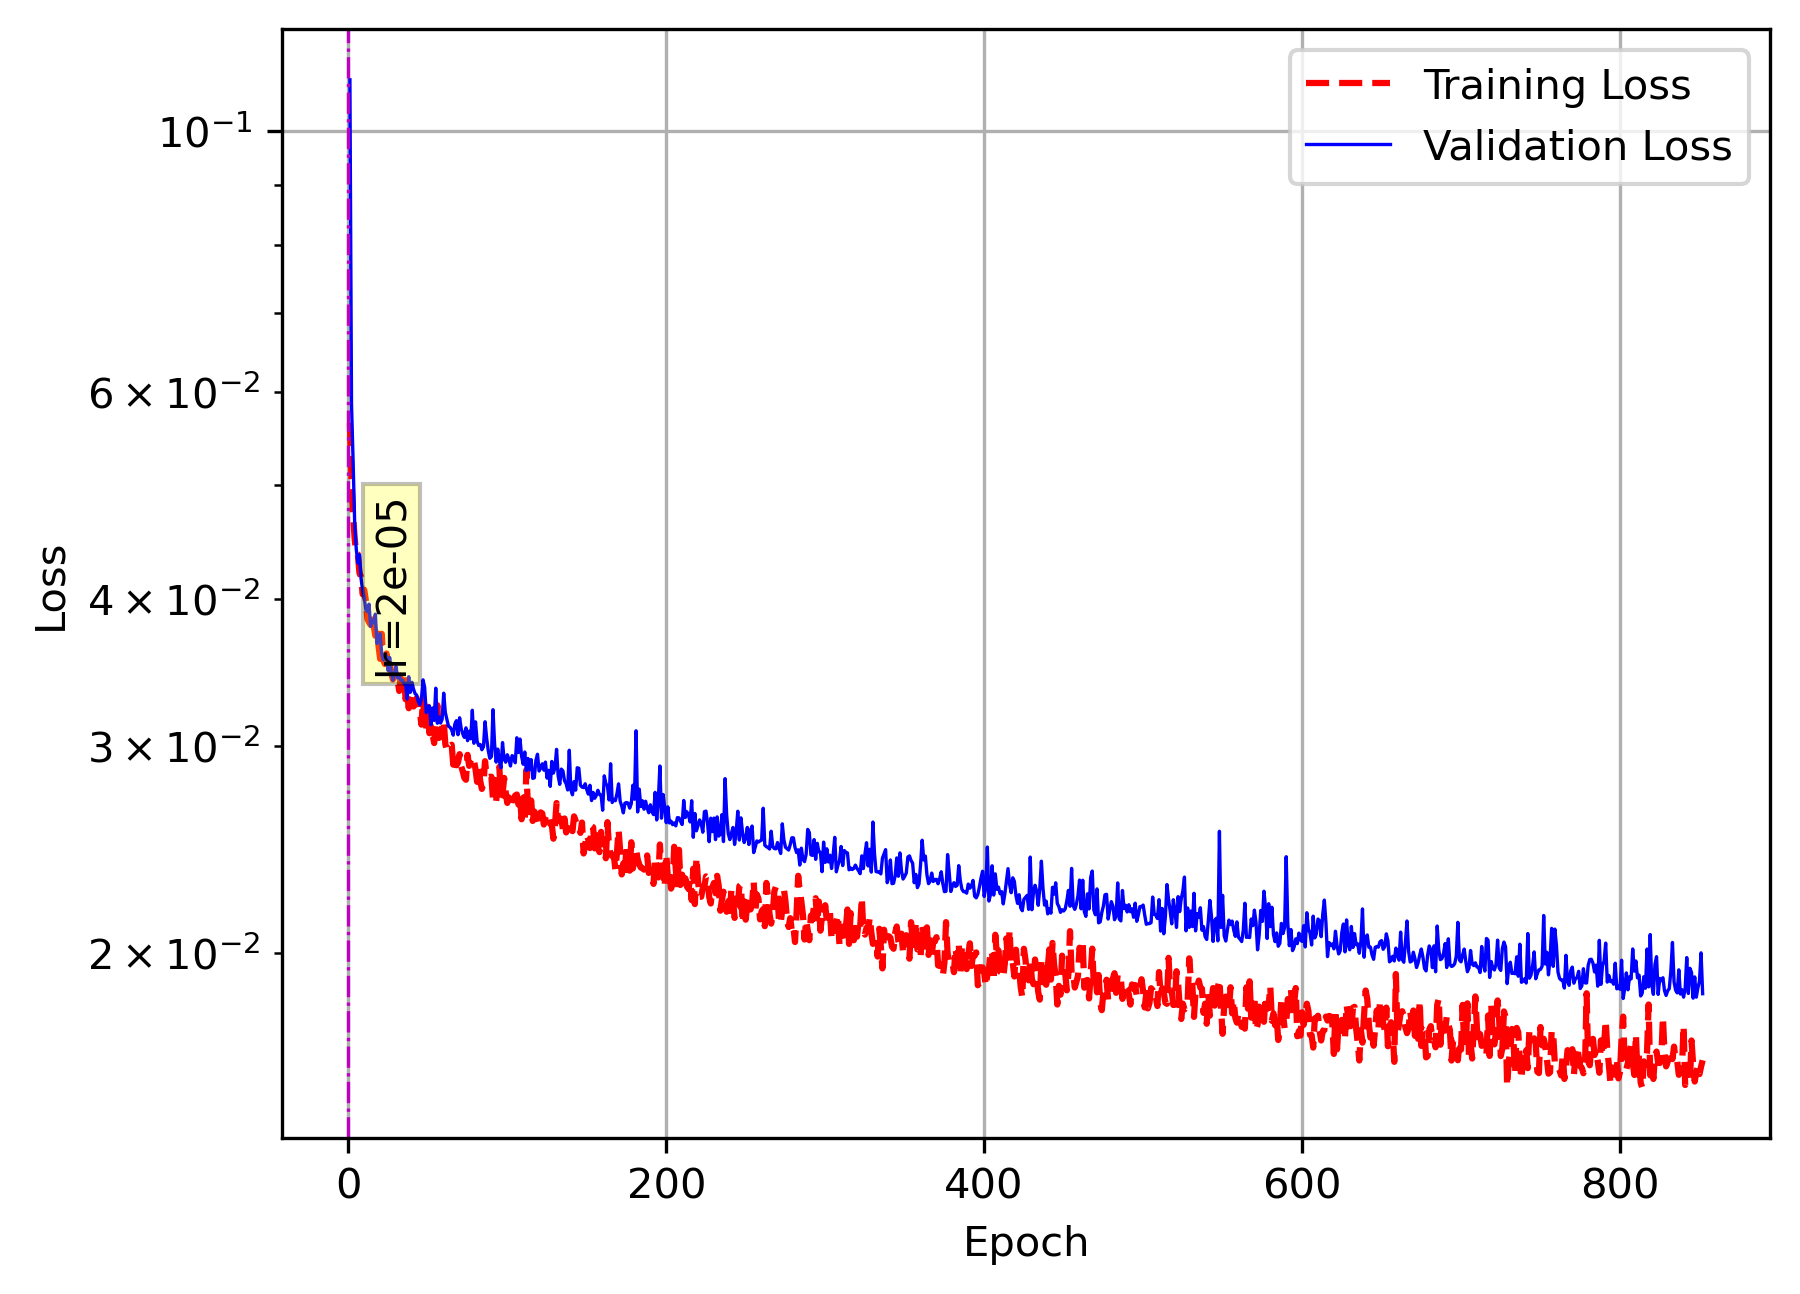 Training Loss
Validation Loss
10⁻¹
6 × 10⁻²
4 × 10⁻²
3 × 10⁻²
2 × 10⁻²
Loss
lr=2e-05
0 200 400 600 800
Epoch